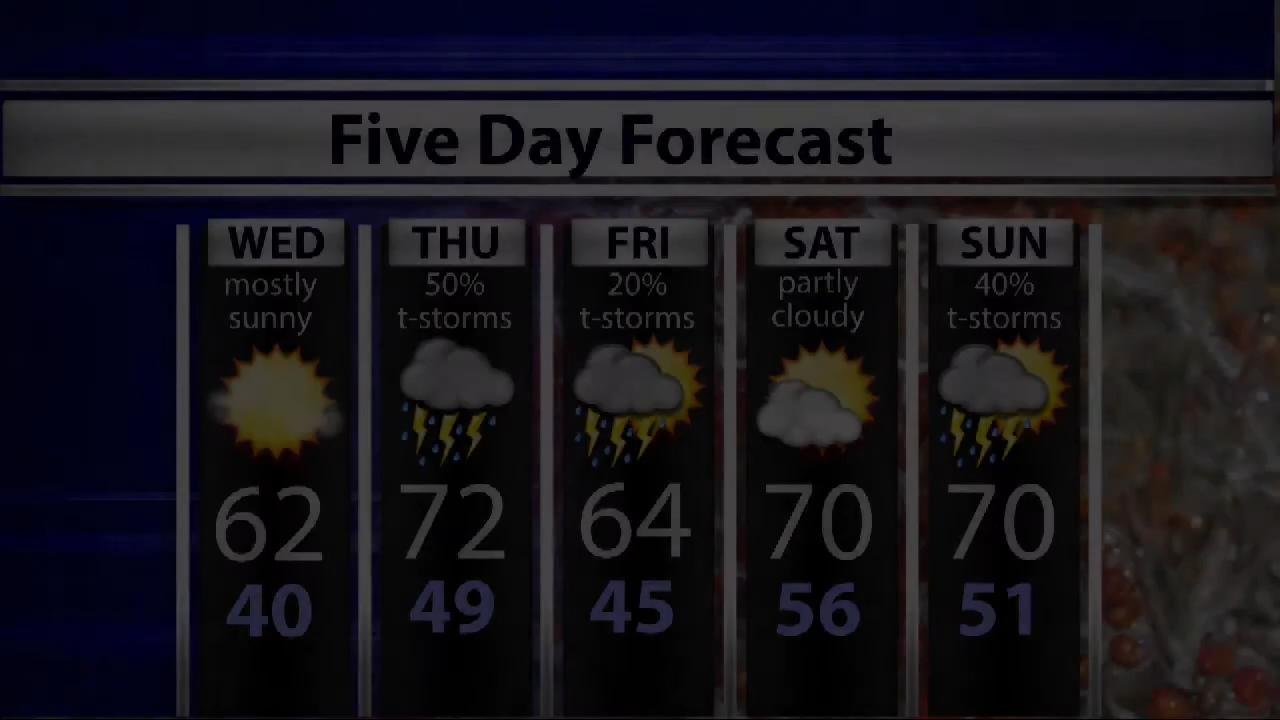 Five Day Forecast
WED THU FRI SAT SUN
mostly 50% 20% partly 40%
sunny t-storms t-storms cloudy t-storms
62 72 64 70 70
40 49 45 56 51